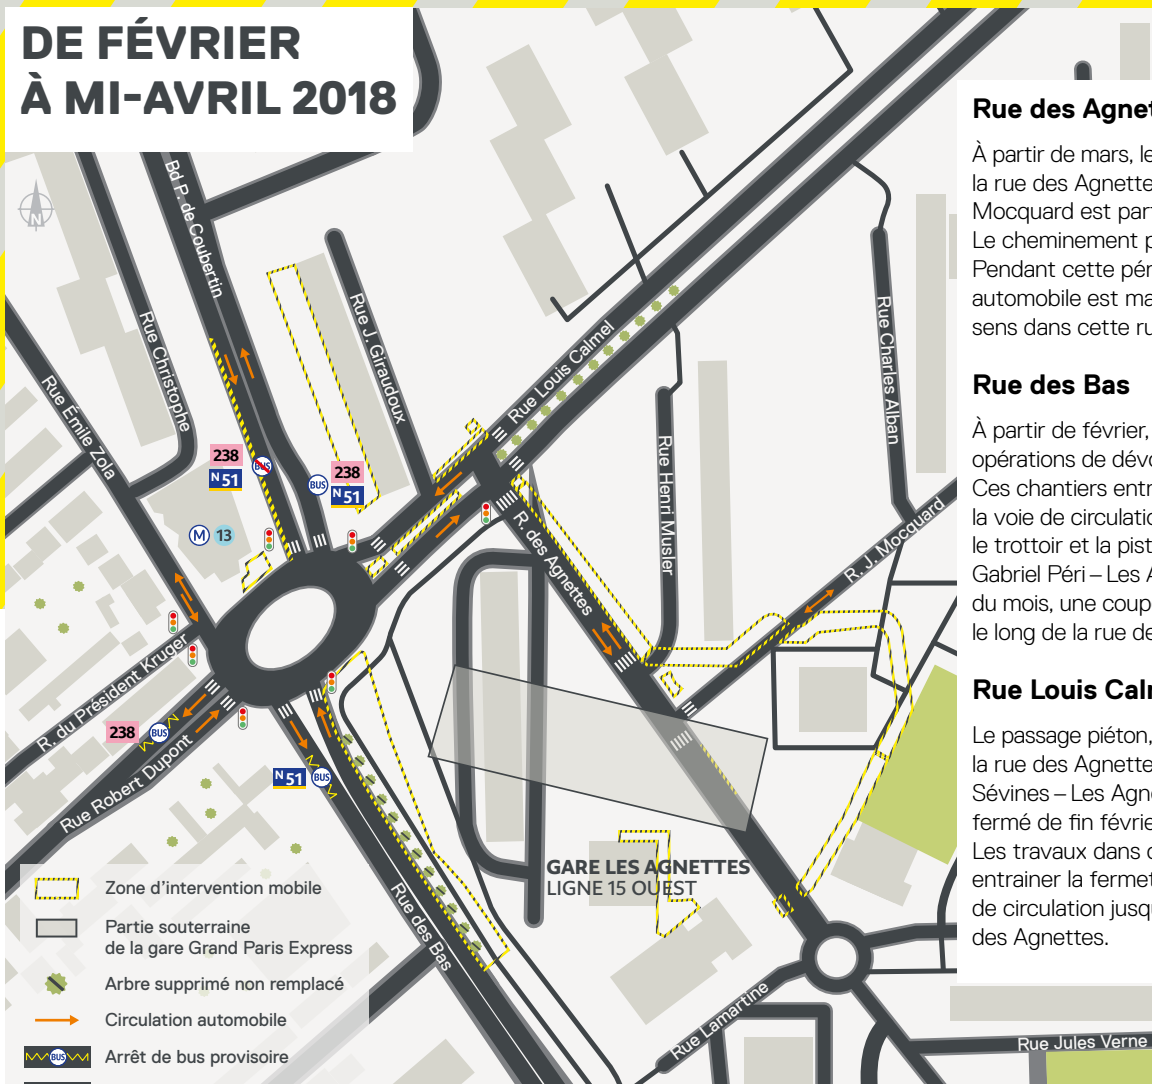 DE FÉVRIER
À MI-AVRIL 2018
N
Bd P. de Coubertin
Rue Christophe
Rue J. Giraudoux
Rue Louis Calmel
Rue Émile Zola
Rue Charles Alban
Rue Henri Musler
R. J. Mocquard
R. des Agnettes
238
N51
BUS
BUS
238
N51
M 13
R. du Président Kruger
238
BUS
Rue Robert Dupont
N51
BUS
Rue des Bas
GARE LES AGNETTES
LIGNE 15 OUEST
Rue Lamartine
Rue Jules Verne
Zone d'intervention mobile
Partie souterraine
de la gare Grand Paris Express
Arbre supprimé non remplacé
Circulation automobile
BUS
Arrêt de bus provisoire
Rue des Agnet
À partir de mars, le
la rue des Agnette
Mocquard est part
Le cheminement p
Pendant cette pér
automobile est ma
sens dans cette ru
Rue des Bas
À partir de février,
opérations de dévo
Ces chantiers entr
la voie de circulatio
le trottoir et la pist
Gabriel Péri – Les A
du mois, une coup
le long de la rue de
Rue Louis Caln
Le passage piéton,
la rue des Agnette
Sévines – Les Agne
fermé de fin févrie
Les travaux dans c
entrainer la fermet
de circulation jusqu
des Agnettes.